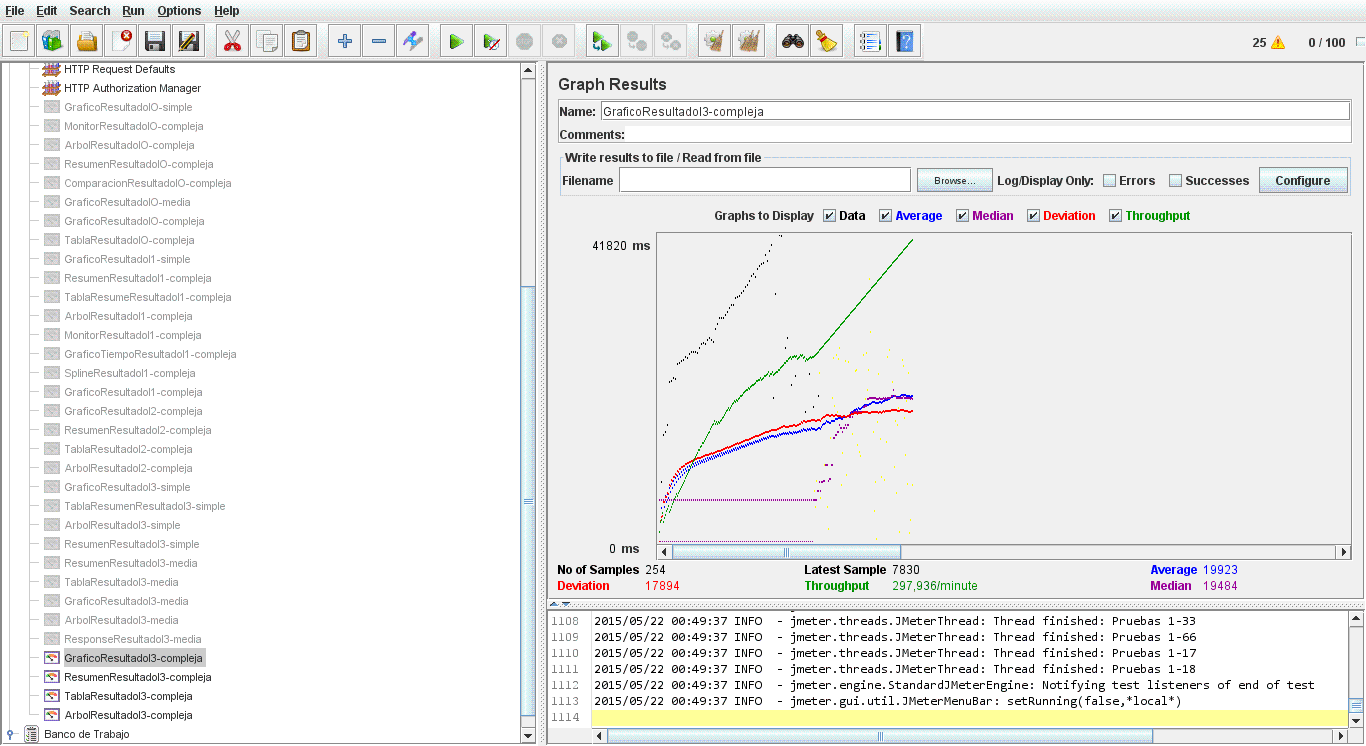 File Edit Search Run Options Help
25 0 / 100
HTTP Request Defaults
HTTP Authorization Manager
GraficoResultadoIO-simple
MonitorResultadoIO-compleja
ArbolResultadoIO-compleja
ResumenResultadoIO-compleja
ComparacionResultadoIO-compleja
GraficoResultadoIO-media
GraficoResultadoIO-compleja
TablaResultadoIO-compleja
GraficoResultadoI1-simple
ResumenResultadoI1-compleja
TablaResumeResultadoI1-compleja
ArbolResultadoI1-compleja
MonitorResultadoI1-compleja
GraficoTiempoResultadoI1-compleja
SplineResultadoI1-compleja
GraficoResultadoI1-compleja
GraficoResultadoI2-compleja
ResumenResultadoI2-compleja
TablaResultadoI2-compleja
ArbolResultadoI2-compleja
GraficoResultadoI3-simple
TablaResumenResultadoI3-simple
ArbolResultadoI3-simple
ResumenResultadoI3-simple
ResumenResultadoI3-media
TablaResultadoI3-media
GraficoResultadoI3-media
ArbolResultadoI3-media
ResponseResultadoI3-media
GraficoResultadoI3-compleja
ResumenResultadoI3-compleja
TablaResultadoI3-compleja
ArbolResultadoI3-compleja
Banco de Trabajo
Graph Results
Name: GraficoResultadoI3-compleja
Comments:
Write results to file / Read from file
Filename Browse... Log/Display Only: Errors Successes Configure
Graphs to Display Data Average Median Deviation Throughput
41820 ms
0 ms
No of Samples 254 Latest Sample 7830 Average 19923
Deviation 17894 Throughput 297,936/minute Median 19484
1108 2015/05/22 00:49:37 INFO - jmeter.threads.JMeterThread: Thread finished: Pruebas 1-33
1109 2015/05/22 00:49:37 INFO - jmeter.threads.JMeterThread: Thread finished: Pruebas 1-66
1110 2015/05/22 00:49:37 INFO - jmeter.threads.JMeterThread: Thread finished: Pruebas 1-17
1111 2015/05/22 00:49:37 INFO - jmeter.threads.JMeterThread: Thread finished: Pruebas 1-18
1112 2015/05/22 00:49:37 INFO - jmeter.engine.StandardJMeterEngine: Notifying test listeners of end of test
1113 2015/05/22 00:49:37 INFO - jmeter.gui.util.JMeterMenuBar: setRunning(false,*local*)
1114